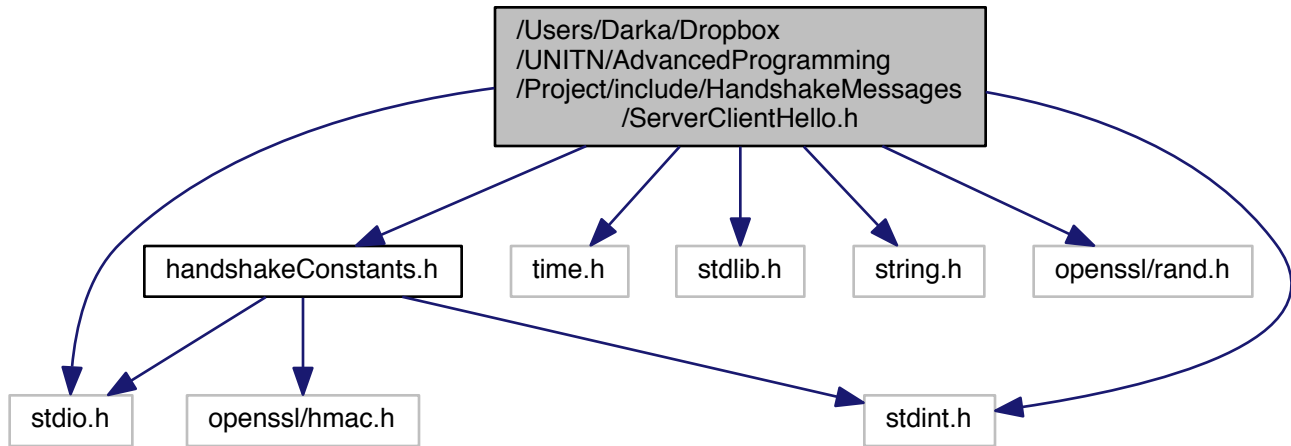 /Users/Darka/Dropbox
/UNITN/AdvancedProgramming
/Project/include/HandshakeMessages
/ServerClientHello.h
handshakeConstants.h
time.h
stdlib.h
string.h
openssl/rand.h
stdio.h
openssl/hmac.h
stdint.h